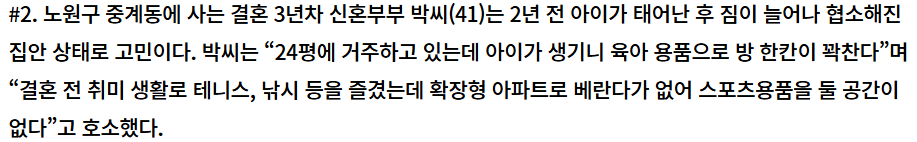 #2. 노원구 중계동에 사는 결혼 3년차 신혼부부 박씨(41)는 2년 전 아이가 태어난 후 짐이 늘어나 협소해진
집안 상태로 고민이다. 박씨는 “24평에 거주하고 있는데 아이가 생기니 육아 용품으로 방 한칸이 꽉찬다”며
“결혼 전 취미 생활로 테니스, 낚시 등을 즐겼는데 확장형 아파트로 베란다가 없어 스포츠용품을 둘 공간이
없다”고 호소했다.